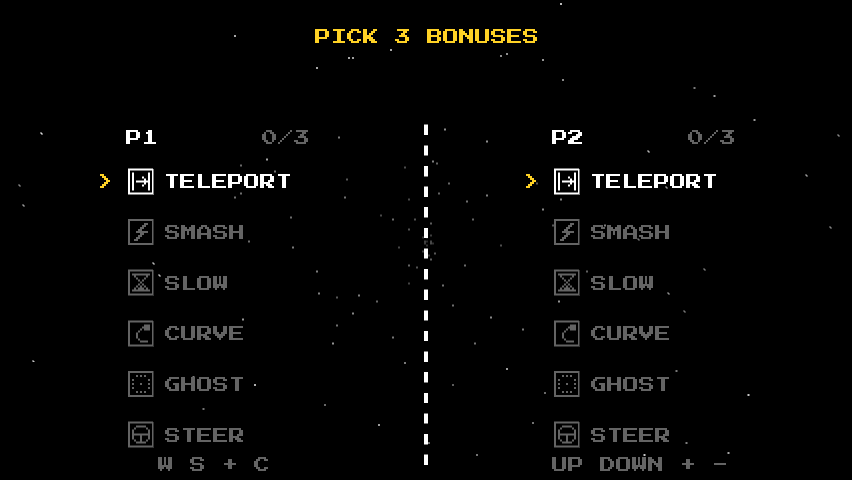 PICK 3 BONUSES
P1 0/3
> TELEPORT
SMASH
SLOW
CURVE
GHOST
STEER
W S + C
P2 0/3
> TELEPORT
SMASH
SLOW
CURVE
GHOST
STEER
UP DOWN + -